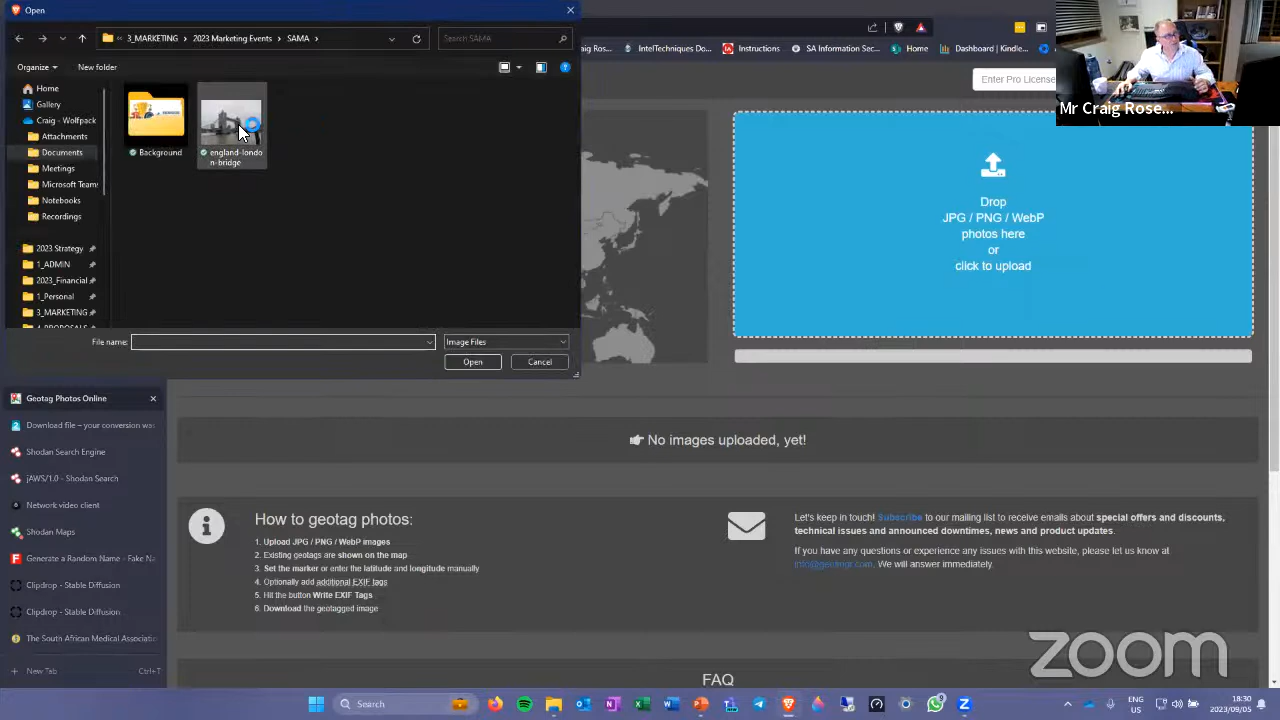 Open
3_MARKETING > 2023 Marketing Events > SAMA >
Search SAMA
Organize
New folder
Home
Gallery
Craig - Wolfpack
Attachments
Documents
Meetings
Microsoft Teams
Notebooks
Recordings
2023 Strategy
1_ADMIN
2023_Financial
1_Personal
3_MARKETING
4_PROPOSALS
Background
england-londo
n-bridge
File name:
Image Files
Open
Cancel
ng Ros...
IntelTechniques Do...
Instructions
SA Information Sec...
Home
Dashboard | Kindle...
Enter Pro License
Mr Craig Rose...
Drop
JPG / PNG / WebP
photos here
or
click to upload
Geotag Photos Online
Download file – your conversion wa
Shodan Search Engine
jAWS/1.0 - Shodan Search
Network video client
Shodan Maps
Generate a Random Name - Fake Na
Clipdrop - Stable Diffusion
Clipdrop - Stable Diffusion
The South African Medical Associatio
New Tab
Ctrl+T
No images uploaded, yet!
How to geotag photos:
1. Upload JPG / PNG / WebP images
2. Existing geotags are shown on the map
3. Set the marker or enter the latitude and longitude manually
4. Optionally add additional EXIF tags
5. Hit the button Write EXIF Tags
6. Download the geotagged image
Let's keep in touch! Subscribe to our mailing list to receive emails about special offers and discounts,
technical issues and announced downtimes, news and product updates.
If you have any questions or experience any issues with this website, please let us know at
info@geoimgr.com. We will answer immediately.
FAQ
zoom
Search
9
ENG
US
18:30
2023/09/05